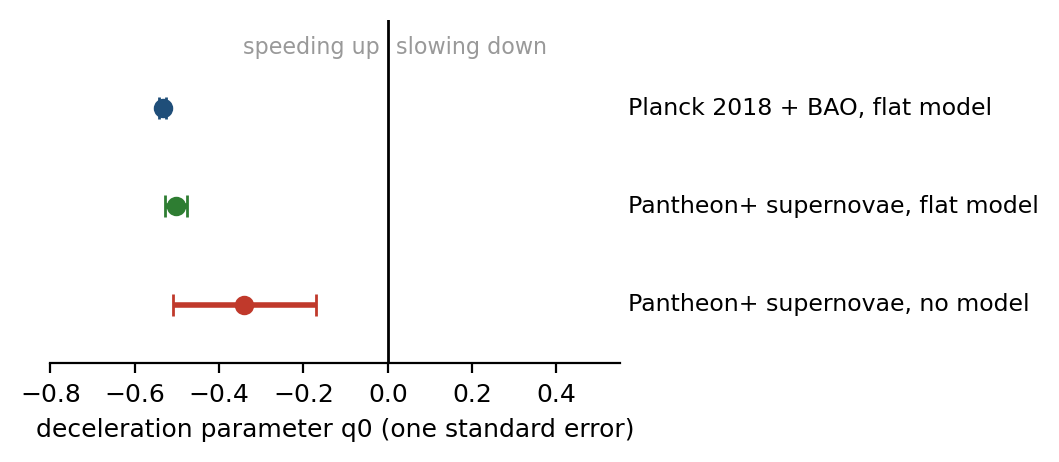 speeding up
slowing down
Planck 2018 + BAO, flat model
Pantheon+ supernovae, flat model
Pantheon+ supernovae, no model
−0.8 −0.6 −0.4 −0.2 0.0 0.2 0.4
deceleration parameter q0 (one standard error)